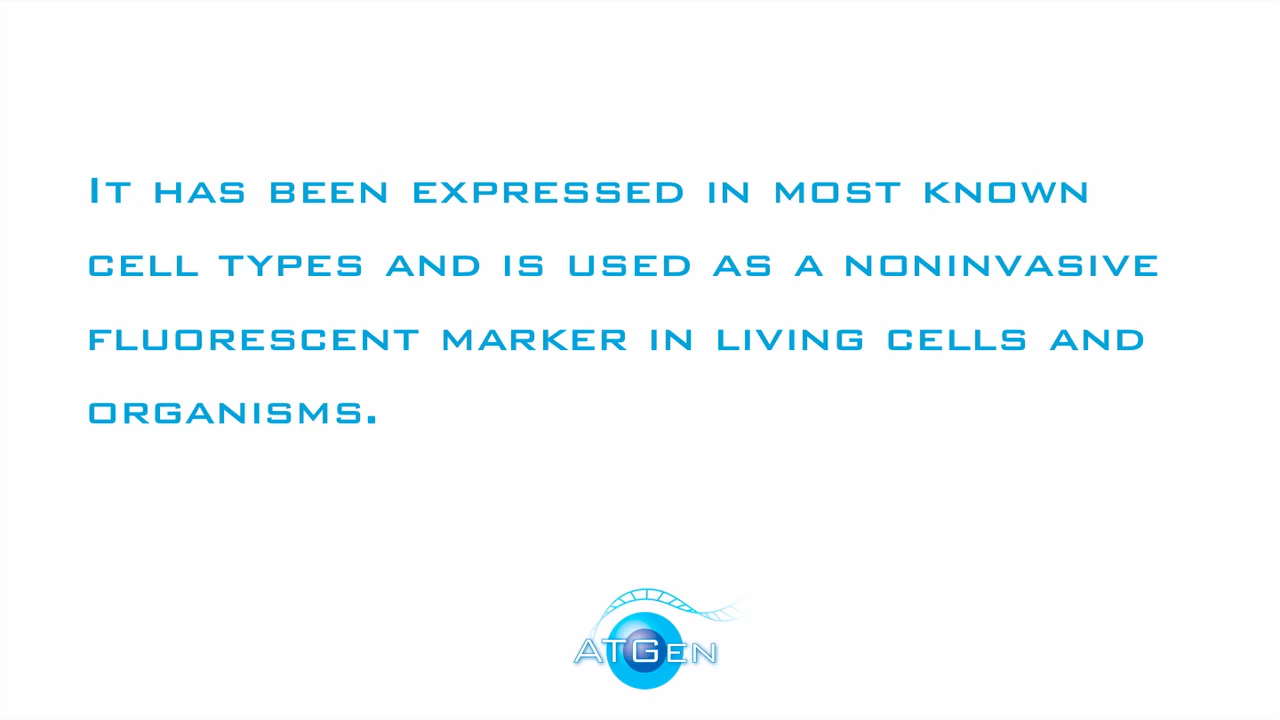 It has been expressed in most known
cell types and is used as a noninvasive
fluorescent marker in living cells and
organisms.
ATGen